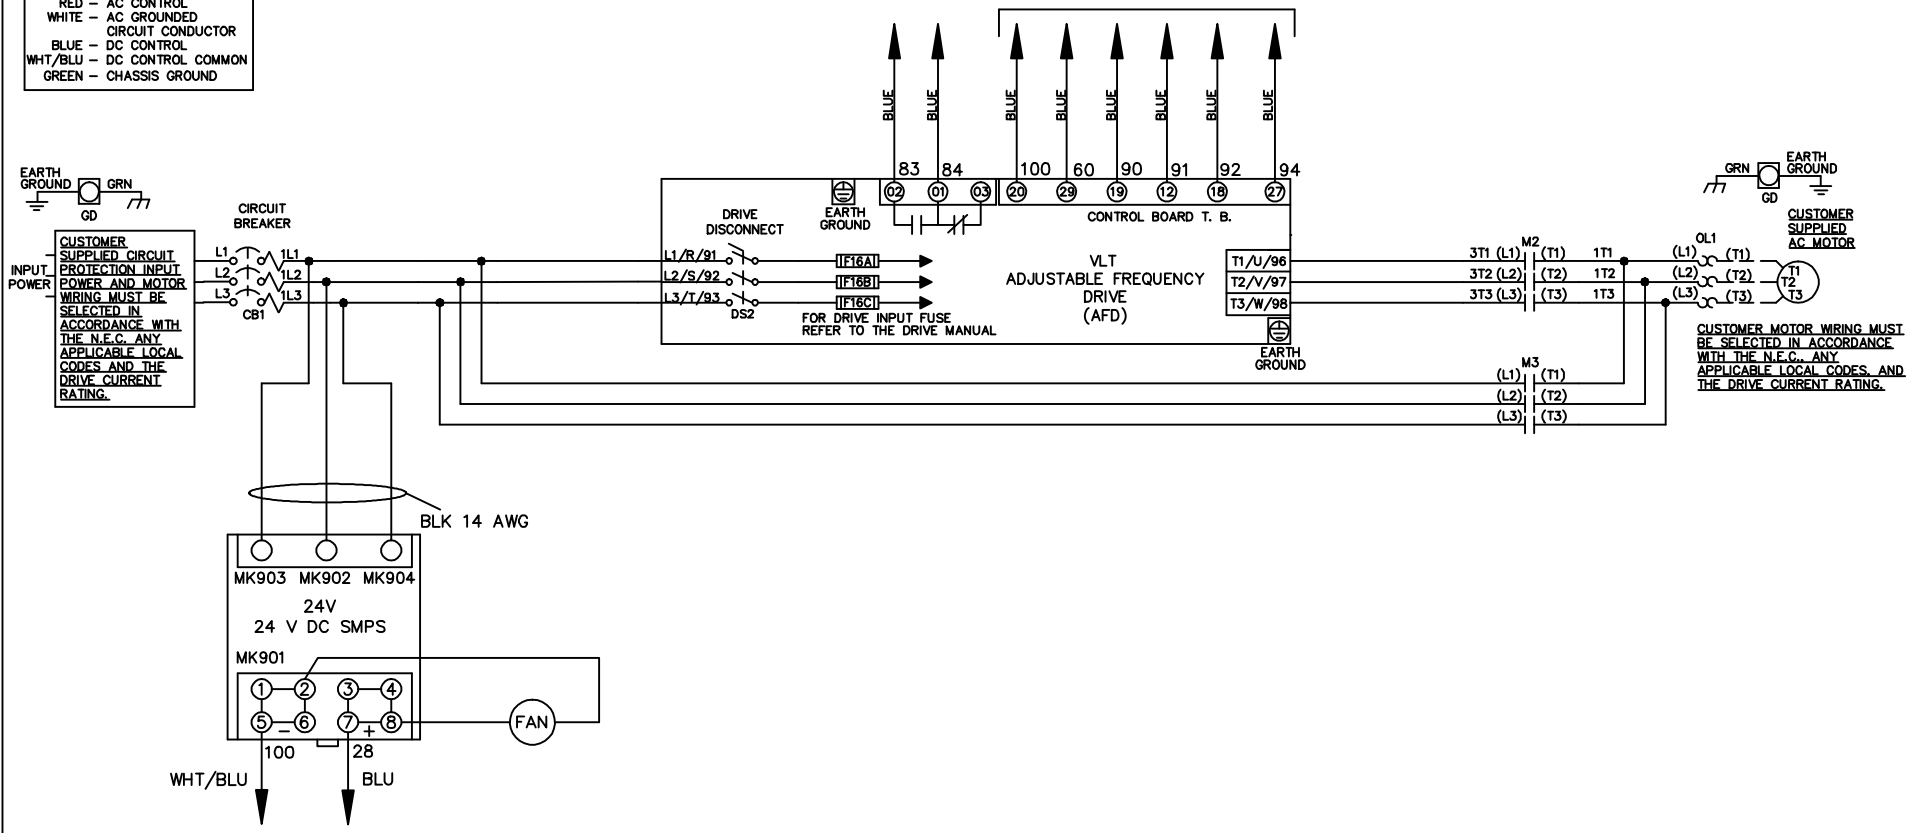 RED – AC CONTROL
WHITE – AC GROUNDED
CIRCUIT CONDUCTOR
BLUE – DC CONTROL
WHT/BLU – DC CONTROL COMMON
GREEN – CHASSIS GROUND
BLUE
BLUE
BLUE
BLUE
BLUE
BLUE
BLUE
BLUE
83
84
100
60
90
91
92
94
02
01
03
20
29
19
12
18
27
EARTH
GROUND
CONTROL BOARD T. B.
EARTH
GROUND
GRN
GD
CIRCUIT
BREAKER
CUSTOMER
SUPPLIED CIRCUIT
PROTECTION INPUT
POWER AND MOTOR
WIRING MUST BE
SELECTED IN
ACCORDANCE WITH
THE N.E.C. ANY
APPLICABLE LOCAL
CODES AND THE
DRIVE CURRENT
RATING.
INPUT
POWER
L1
L2
L3
1L1
1L2
1L3
CB1
DRIVE
DISCONNECT
L1/R/91
L2/S/92
L3/T/93
DS2
F16A
F16B
F16C
FOR DRIVE INPUT FUSE
REFER TO THE DRIVE MANUAL
VLT
ADJUSTABLE FREQUENCY
DRIVE
(AFD)
T1/U/96
T2/V/97
T3/W/98
EARTH
GROUND
M2
3T1 (L1) (T1) 1T1
3T2 (L2) (T2) 1T2
3T3 (L3) (T3) 1T3
M3
(L1) (T1)
(L2) (T2)
(L3) (T3)
OL1
(L1) (T1)
(L2) (T2)
(L3) (T3)
GRN
EARTH
GROUND
GD
CUSTOMER
SUPPLIED
AC MOTOR
T1
T2
T3
CUSTOMER MOTOR WIRING MUST
BE SELECTED IN ACCORDANCE
WITH THE N.E.C., ANY
APPLICABLE LOCAL CODES, AND
THE DRIVE CURRENT RATING.
BLK 14 AWG
MK903 MK902 MK904
24V
24 V DC SMPS
MK901
1 2 3 4
5 6 7 8
– +
FAN
100
28
WHT/BLU
BLU